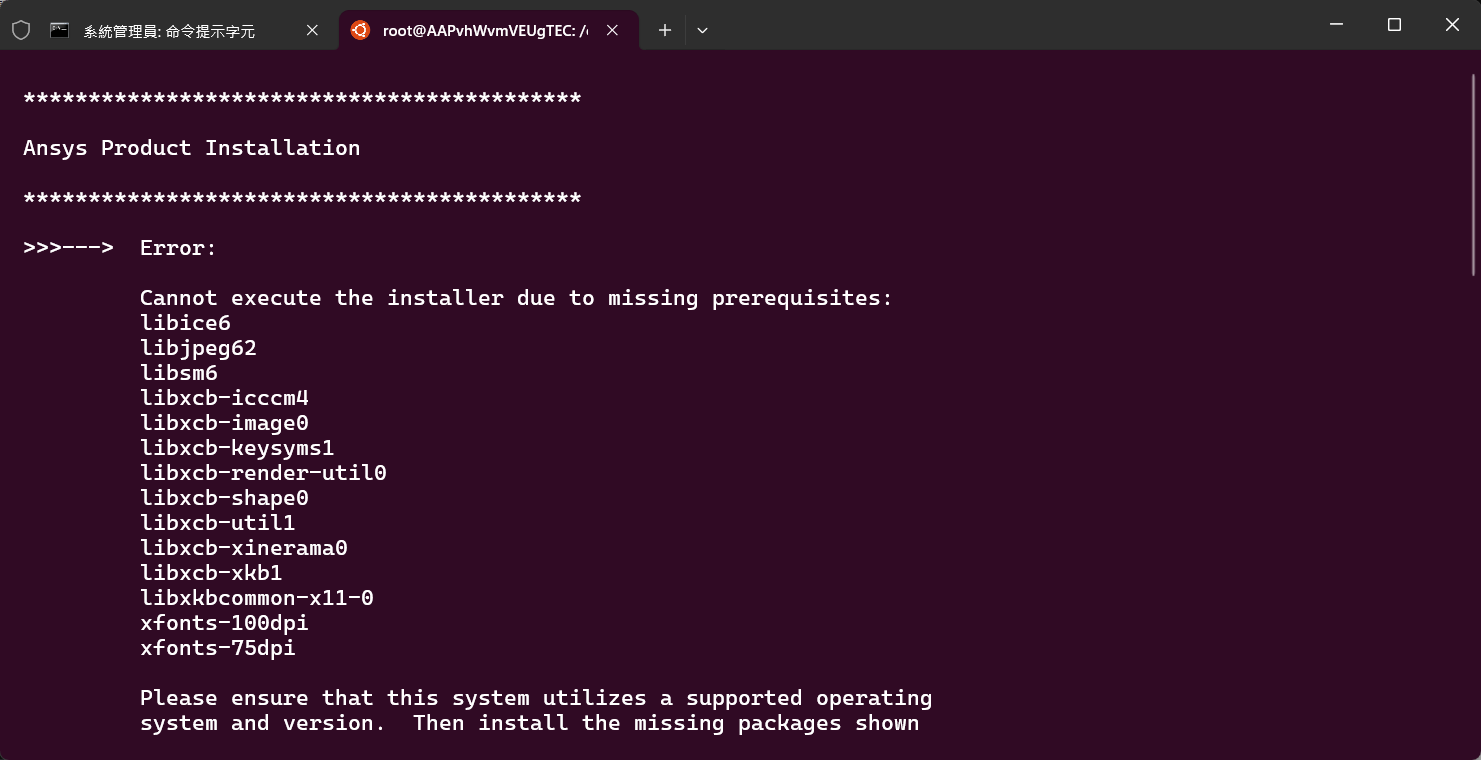 系統管理員: 命令提示字元
root@AAPvhWvmVEUgTEC: /
*******************************************
Ansys Product Installation
*******************************************
>>>---> Error:
Cannot execute the installer due to missing prerequisites:
libice6
libjpeg62
libsm6
libxcb-icccm4
libxcb-image0
libxcb-keysyms1
libxcb-render-util0
libxcb-shape0
libxcb-util1
libxcb-xinerama0
libxcb-xkb1
libxkbcommon-x11-0
xfonts-100dpi
xfonts-75dpi
Please ensure that this system utilizes a supported operating
system and version.  Then install the missing packages shown